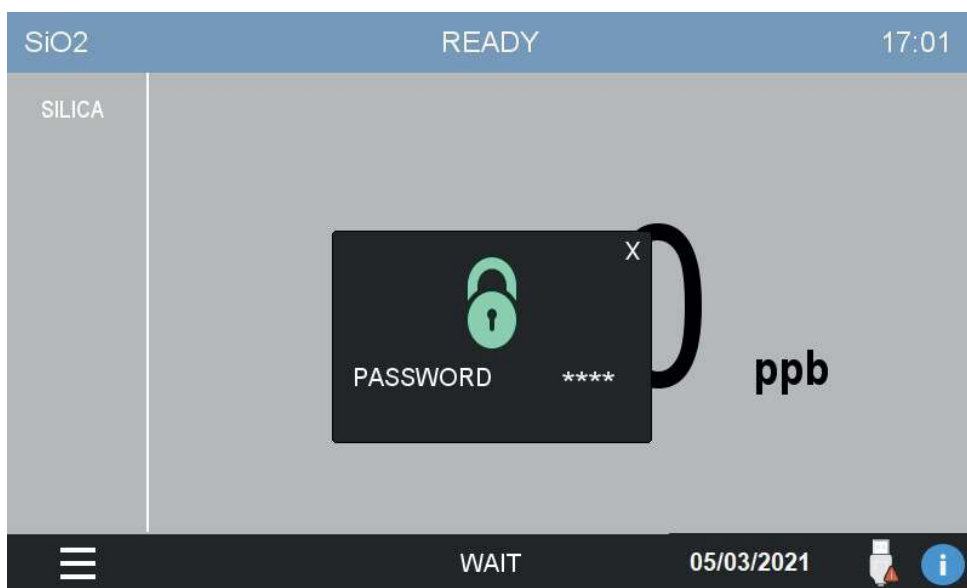 SiO2 READY 17:01
SILICA
X
PASSWORD ****
ppb
WAIT 05/03/2021 i